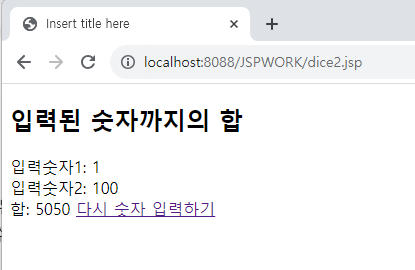 Insert title here
localhost:8088/JSPWORK/dice2.jsp
입력된 숫자까지의 합
입력숫자1: 1
입력숫자2: 100
합: 5050 다시 숫자 입력하기